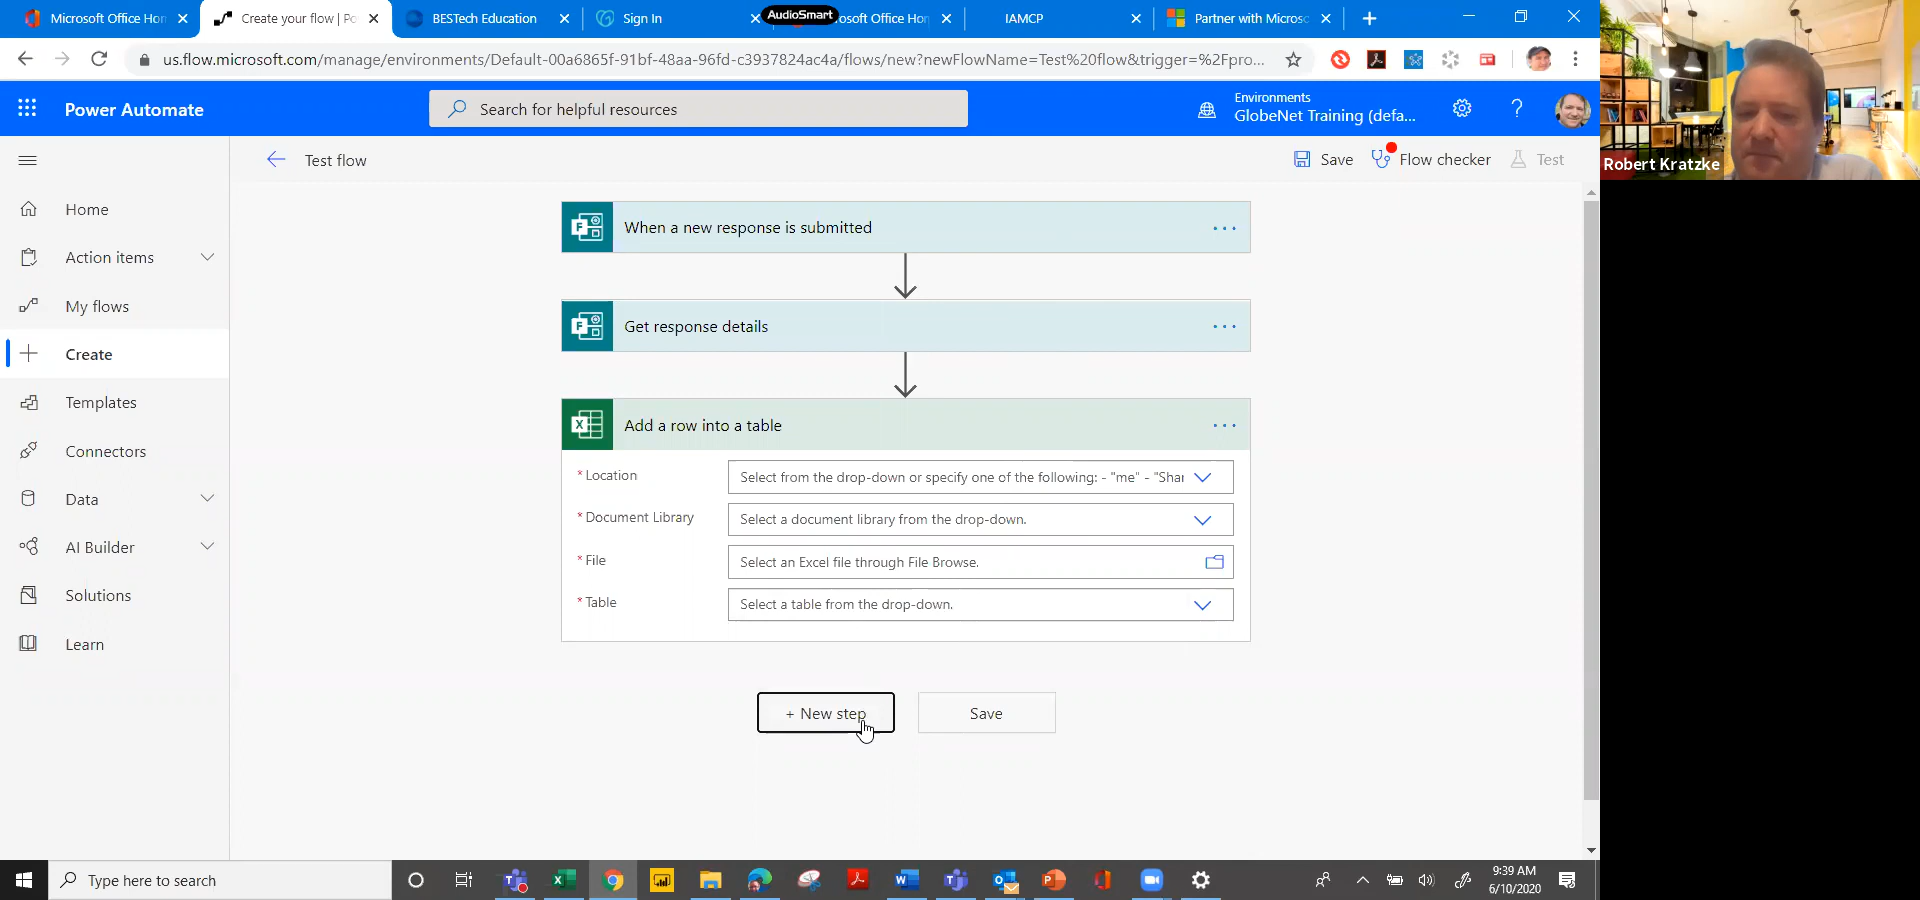 Microsoft Office Hon
Create your flow | Po
BESTech Education
Sign In
AudioSmart
osoft Office Hon
IAMCP
Partner with Microso
us.flow.microsoft.com/manage/environments/Default-00a6865f-91bf-48aa-96fd-c3937824ac4a/flows/new?newFlowName=Test%20flow&trigger=%2Fpro...
Power Automate
Search for helpful resources
Environments
GlobeNet Training (defa...
?
Test flow
Save
Flow checker
Test
Home
Action items
My flows
Create
Templates
Connectors
Data
AI Builder
Solutions
Learn
When a new response is submitted
Get response details
Add a row into a table
* Location
Select from the drop-down or specify one of the following: - "me" - "Shar
* Document Library
Select a document library from the drop-down.
* File
Select an Excel file through File Browse.
* Table
Select a table from the drop-down.
+ New step
Save
Robert Kratzke
Type here to search
9:39 AM
6/10/2020